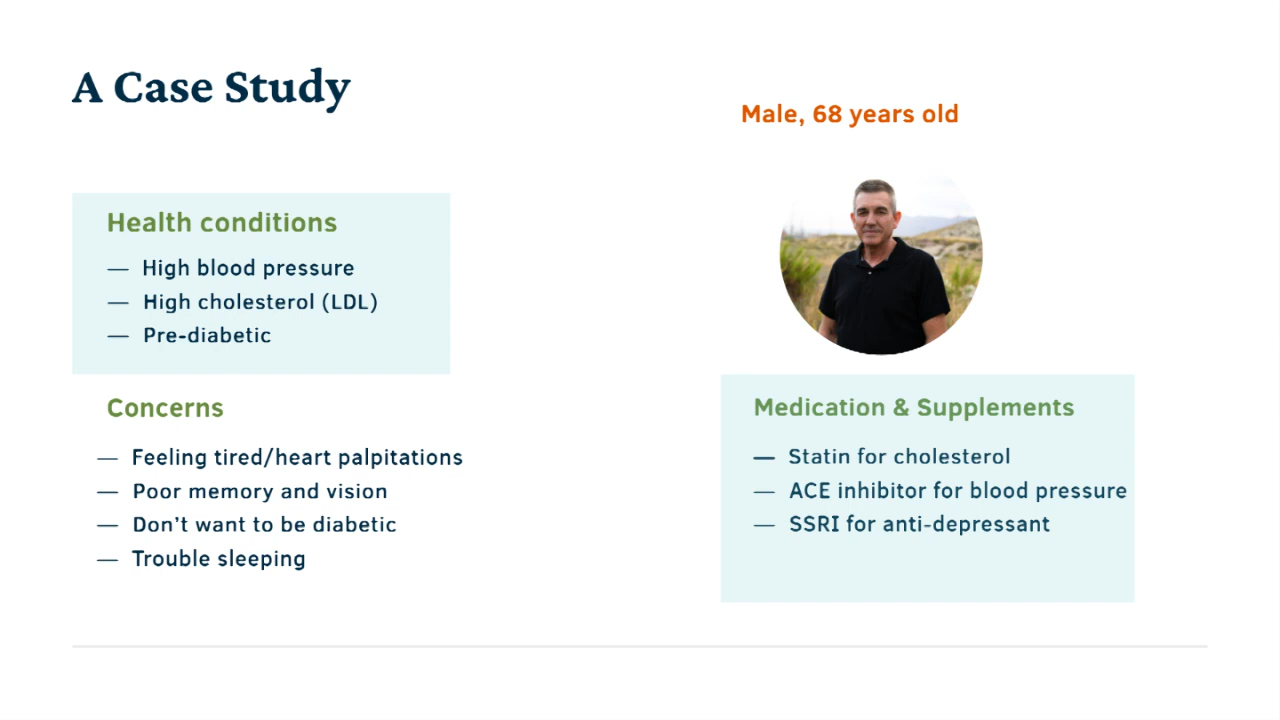 A Case Study
Male, 68 years old
Health conditions
— High blood pressure
— High cholesterol (LDL)
— Pre-diabetic
Concerns
— Feeling tired/heart palpitations
— Poor memory and vision
— Don't want to be diabetic
— Trouble sleeping
Medication & Supplements
— Statin for cholesterol
— ACE inhibitor for blood pressure
— SSRI for anti-depressant